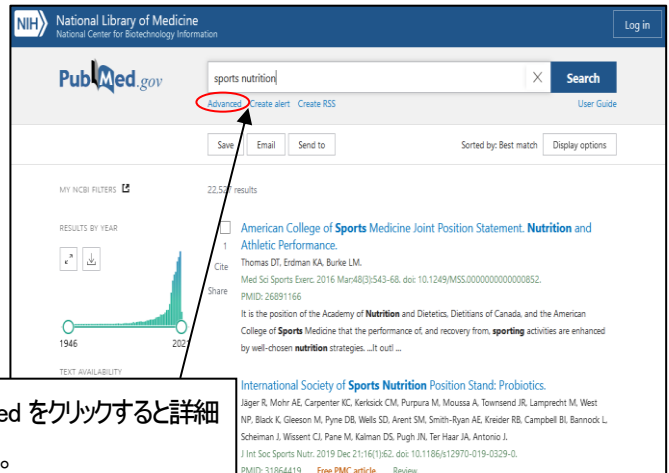 NIH National Library of Medicine
National Center for Biotechnology Information
Log in
PubMed.gov
sports nutrition
X
Search
Advanced Create alert Create RSS
User Guide
Save Email Send to
Sorted by: Best match Display options
MY NCBI FILTERS
22,527 results
RESULTS BY YEAR
1946 2021
TEXT AVAILABILITY
1
Cite
Share
American College of Sports Medicine Joint Position Statement. Nutrition and
Athletic Performance.
Thomas DT, Erdman KA, Burke LM.
Med Sci Sports Exerc. 2016 Mar;48(3):543-68. doi: 10.1249/MSS.0000000000000852.
PMID: 26891166
It is the position of the Academy of Nutrition and Dietetics, Dietitians of Canada, and the American
College of Sports Medicine that the performance of, and recovery from, sporting activities are enhanced
by well-chosen nutrition strategies. ...It outl ...
International Society of Sports Nutrition Position Stand: Probiotics.
Jäger R, Mohr AE, Carpenter KC, Kerksick CM, Purpura M, Moussa A, Townsend JR, Lamprecht M, West
NP, Black K, Gleeson M, Pyne DB, Wells SD, Arent SM, Smith-Ryan AE, Kreider RB, Campbell BI, Bannock L,
Scheiman J, Wissent CJ, Pane M, Kalman DS, Pugh JN, Ter Haar JA, Antonio J.
J Int Soc Sports Nutr. 2019 Dec 21;16(1):62. doi: 10.1186/s12970-019-0329-0.
PMID: 31864419 Free PMC article Review
ed をクリックすると詳細
。